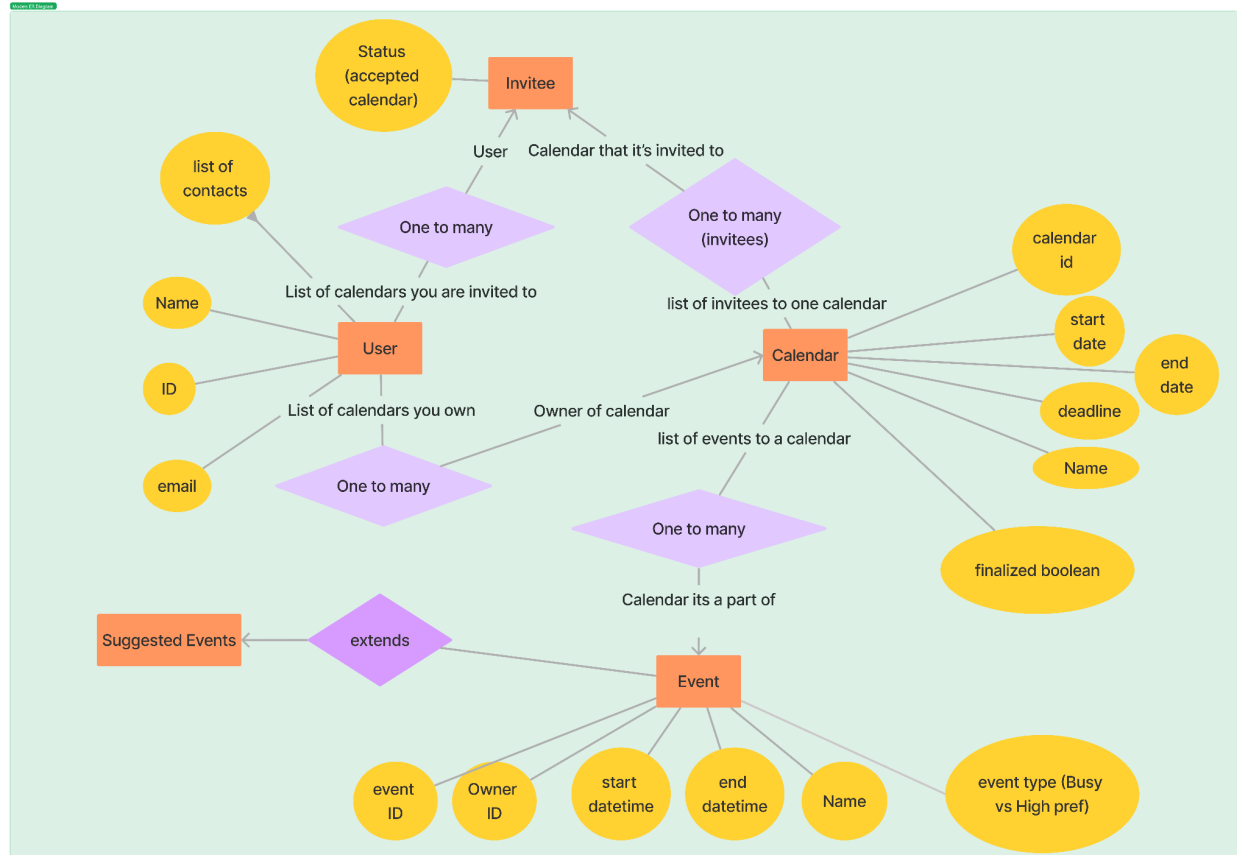 Modern ER Diagram
Status
(accepted
calendar)
Invitee
User
Calendar that it's invited to
list of
contacts
One to many
One to many
(invitees)
calendar
id
List of calendars you are invited to
list of invitees to one calendar
Name
start
date
User
Calendar
end
date
ID
List of calendars you own
Owner of calendar
deadline
list of events to a calendar
Name
email
One to many
One to many
finalized boolean
Calendar its a part of
Suggested Events
extends
Event
event
ID
Owner
ID
start
datetime
end
datetime
Name
event type (Busy
vs High pref)